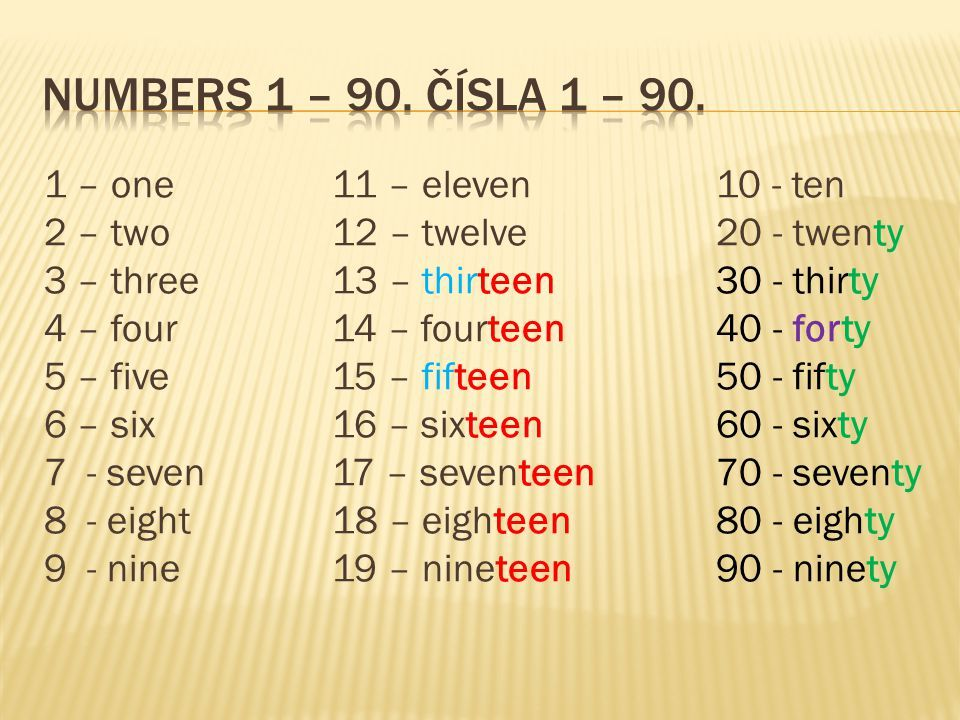 NUMBERS 1 – 90. ČÍSLA 1 – 90.
1 – one
2 – two
3 – three
4 – four
5 – five
6 – six
7 - seven
8 - eight
9 - nine
11 – eleven
12 – twelve
13 – thirteen
14 – fourteen
15 – fifteen
16 – sixteen
17 – seventeen
18 – eighteen
19 – nineteen
10 - ten
20 - twenty
30 - thirty
40 - forty
50 - fifty
60 - sixty
70 - seventy
80 - eighty
90 - ninety